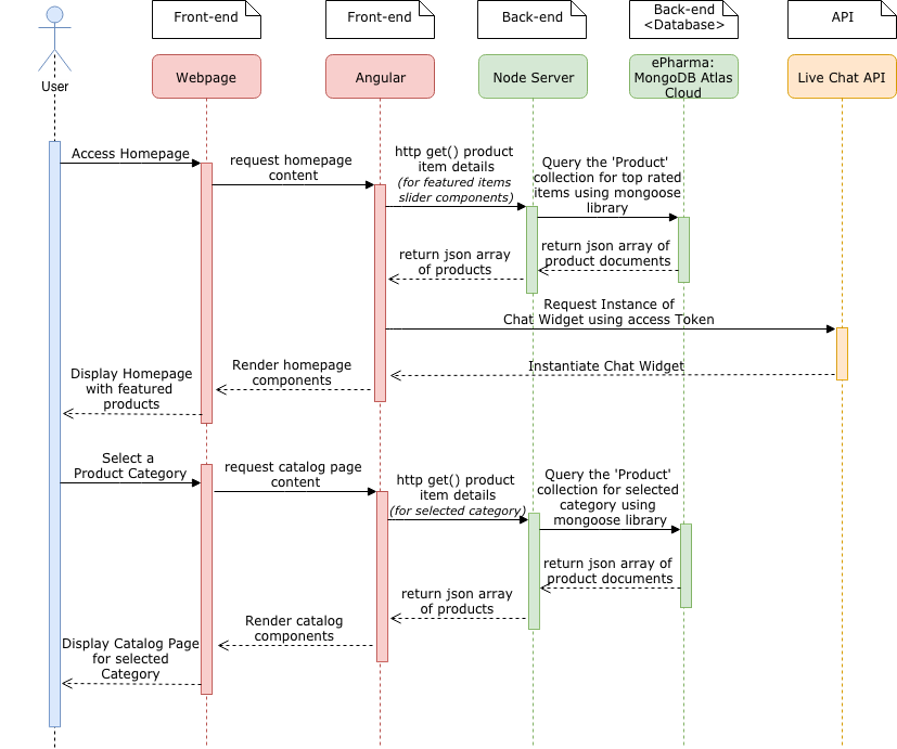 Front-end
Front-end
Back-end
Back-end
<Database>
API
User
Webpage
Angular
Node Server
ePharma:
MongoDB Atlas
Cloud
Live Chat API
Access Homepage
request homepage
content
http get() product
item details
(for featured items
slider components)
Query the 'Product'
collection for top rated
items using mongoose
library
return json array of
product documents
return json array
of products
Request Instance of
Chat Widget using access Token
Instantiate Chat Widget
Render homepage
components
Display Homepage
with featured
products
Select a
Product Category
request catalog page
content
http get() product
item details
(for selected category)
Query the 'Product'
collection for selected
category using
mongoose library
return json array of
product documents
return json array
of products
Render catalog
components
Display Catalog Page
for selected
Category